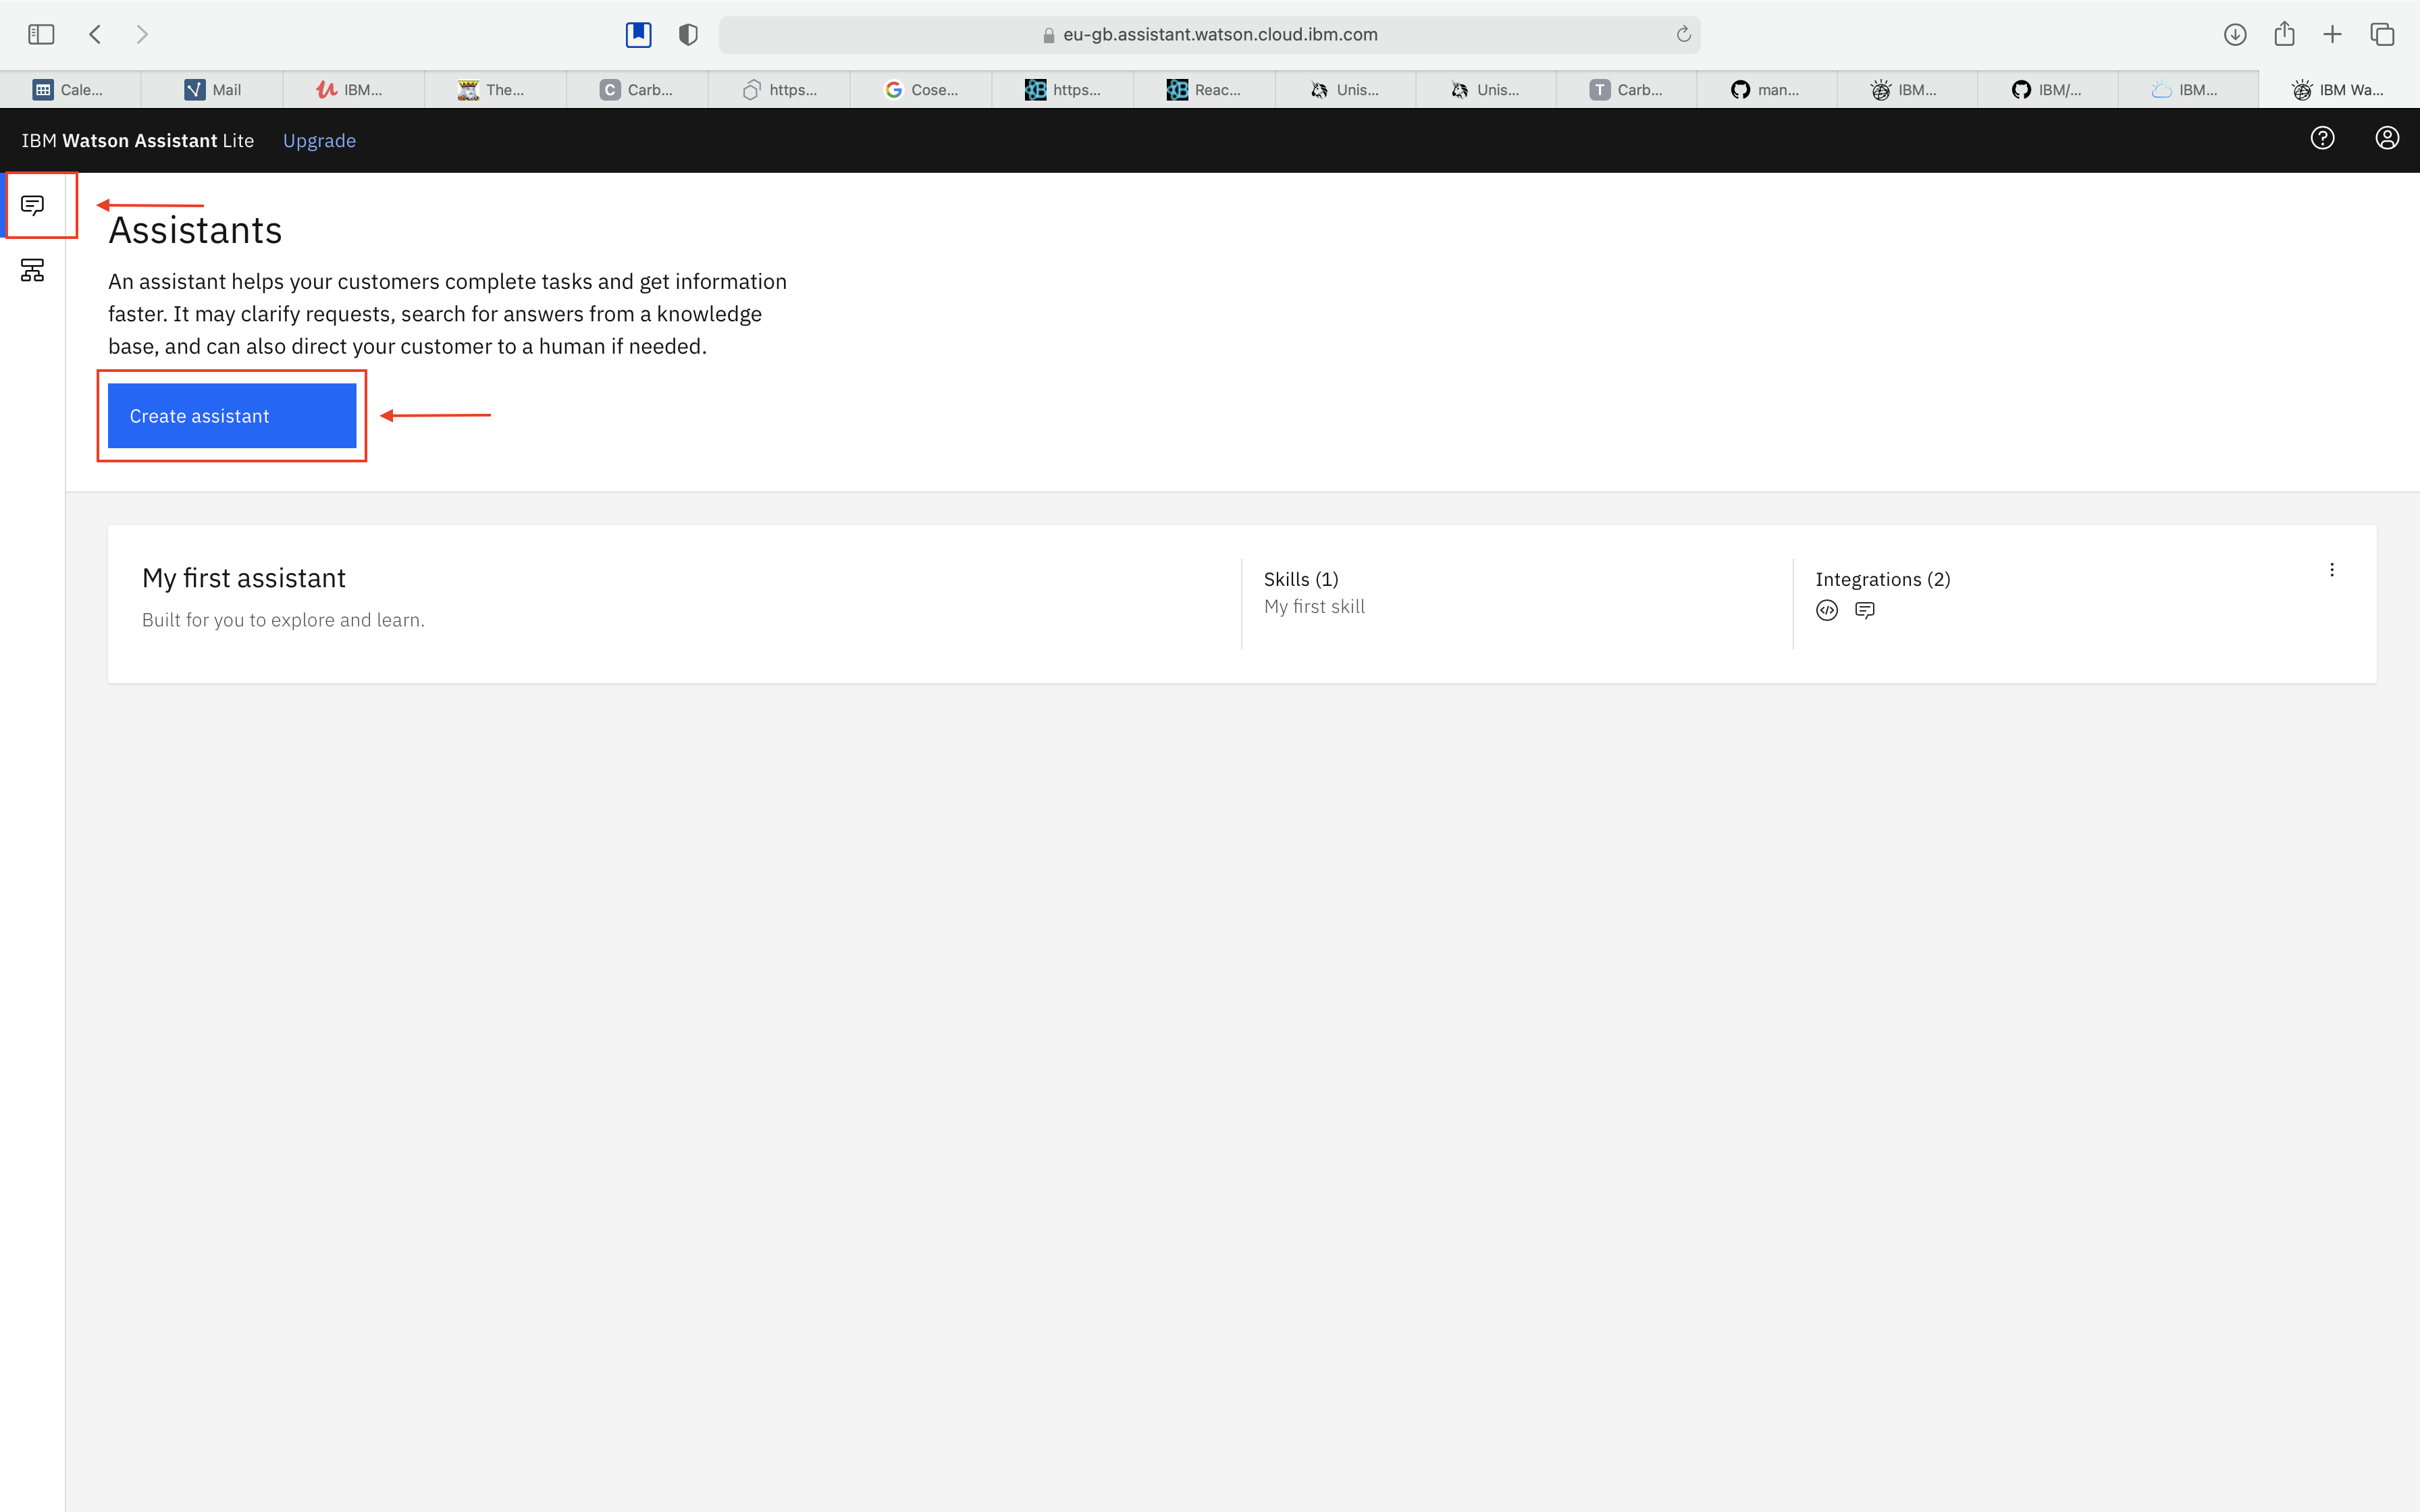 eu-gb.assistant.watson.cloud.ibm.com
Cale...
Mail
IBM...
The...
C Carb...
https...
Cose...
https...
Reac...
Unis...
Unis...
T Carb...
man...
IBM...
IBM/...
IBM...
IBM Wa...
IBM Watson Assistant Lite
Upgrade
Assistants
An assistant helps your customers complete tasks and get information
faster. It may clarify requests, search for answers from a knowledge
base, and can also direct your customer to a human if needed.
Create assistant
My first assistant
Built for you to explore and learn.
Skills (1)
My first skill
Integrations (2)